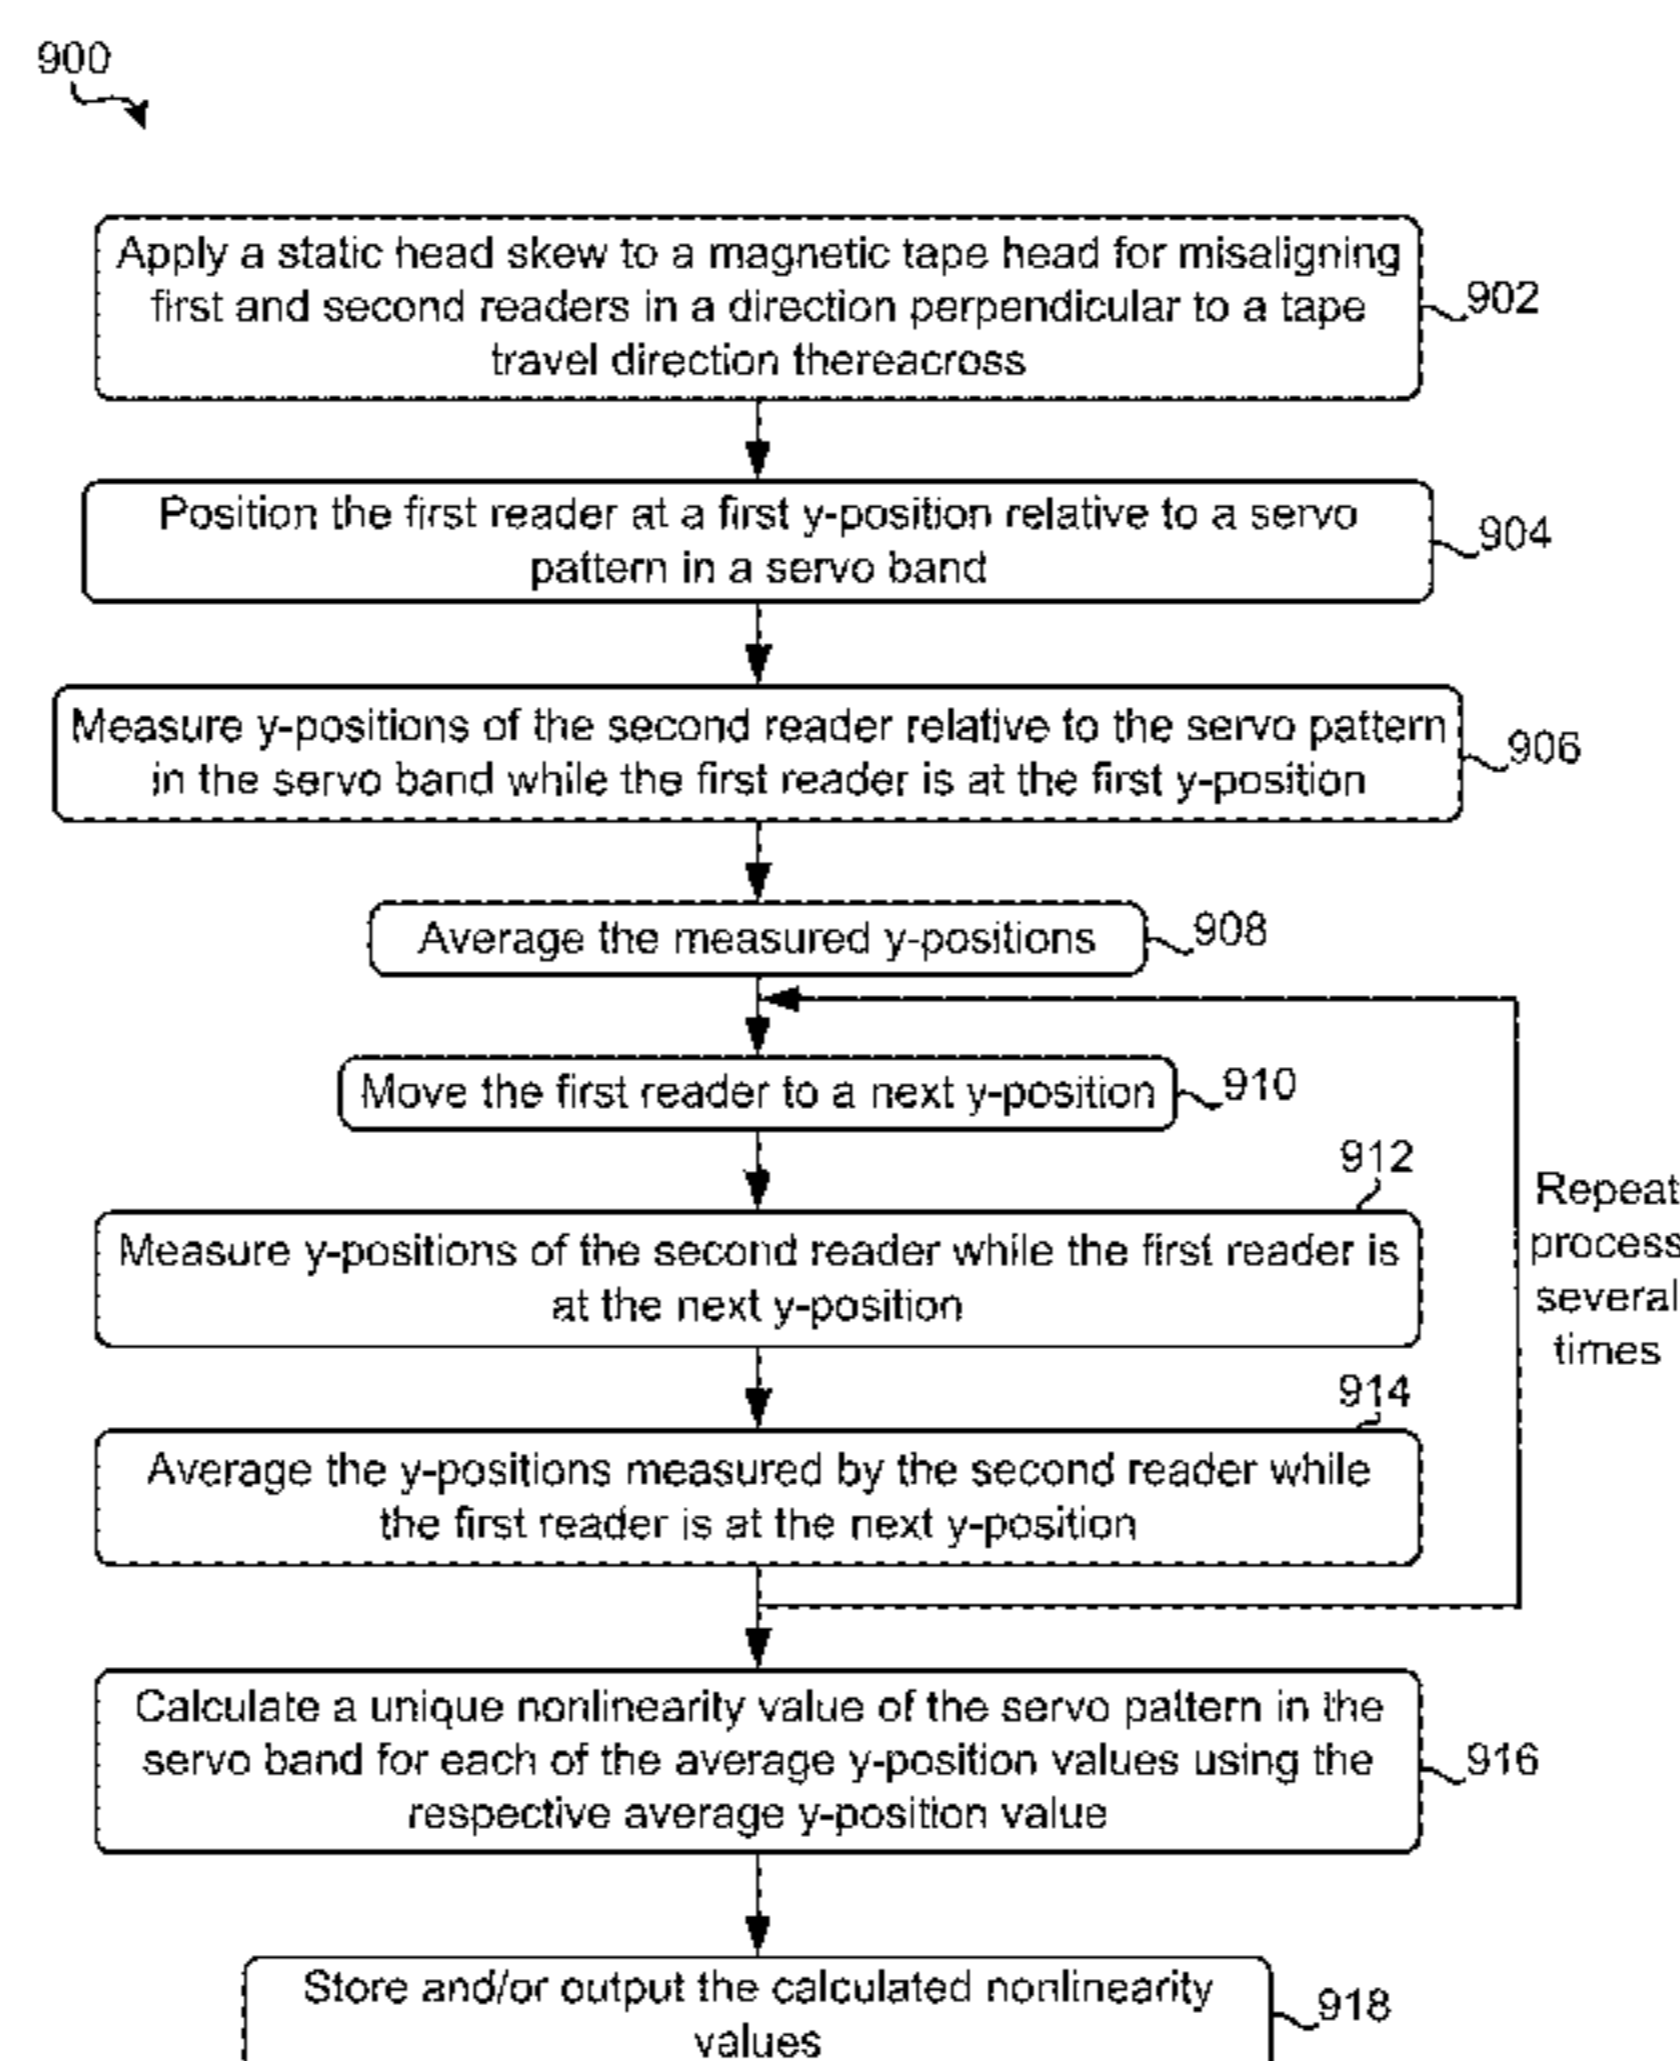 900
Apply a static head skew to a magnetic tape head for misaligning
first and second readers in a direction perpendicular to a tape
travel direction thereacross
902
Position the first reader at a first y-position relative to a servo
pattern in a servo band
904
Measure y-positions of the second reader relative to the servo pattern
in the servo band while the first reader is at the first y-position
906
Average the measured y-positions
908
Move the first reader to a next y-position
910
912
Measure y-positions of the second reader while the first reader is
at the next y-position
Repeat
process
several
times
914
Average the y-positions measured by the second reader while
the first reader is at the next y-position
Calculate a unique nonlinearity value of the servo pattern in the
servo band for each of the average y-position values using the
respective average y-position value
916
Store and/or output the calculated nonlinearity
values
918